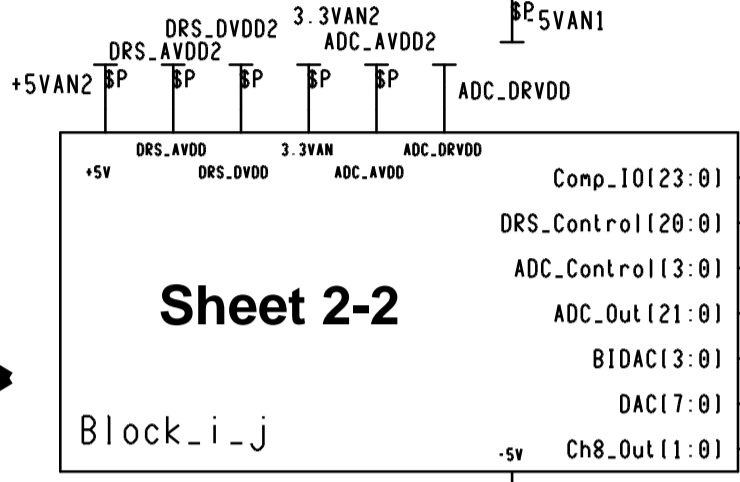 3.3VAN2
$P -5VAN1
DRS_DVDD2
DRS_AVDD2
ADC_AVDD2
+5VAN2 $P $P $P $P $P ADC_DRVDD
DRS_AVDD 3.3VAN ADC_DRVDD
+5V DRS_DVDD ADC_AVDD
Comp_IO(23:0)
DRS_Control(20:0)
ADC_Control(3:0)
Sheet 2-2
ADC_Out(21:0)
BIDAC(3:0)
DAC(7:0)
Block_i_j
-5V Ch8_Out(1:0)